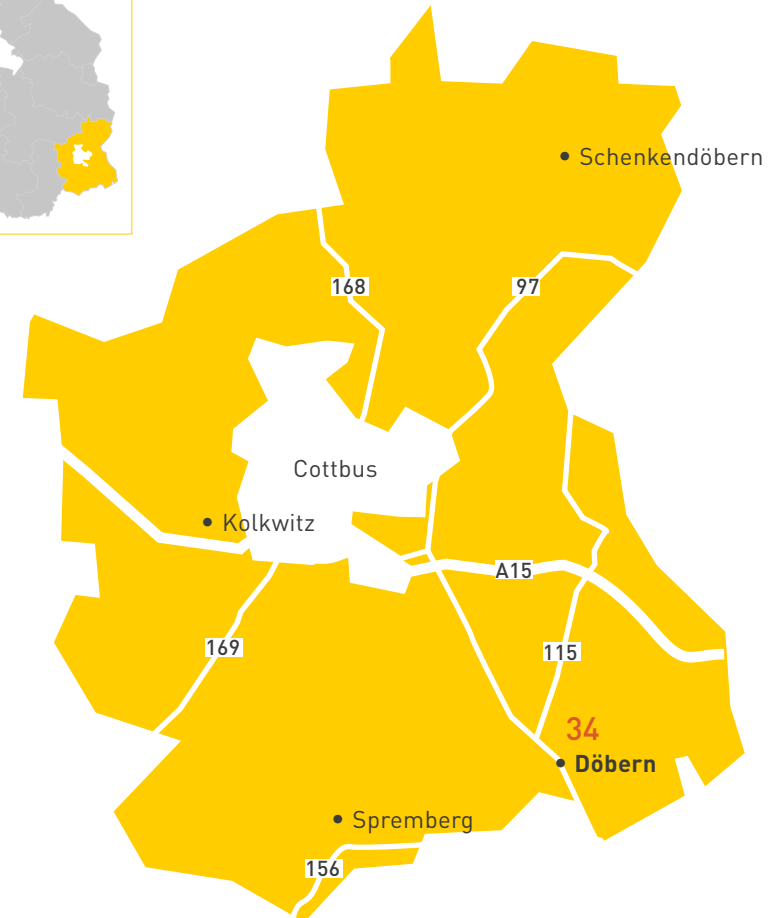 Schenkendöbern
168
97
Cottbus
Kolkwitz
A15
169
115
34
Döbern
Spremberg
156